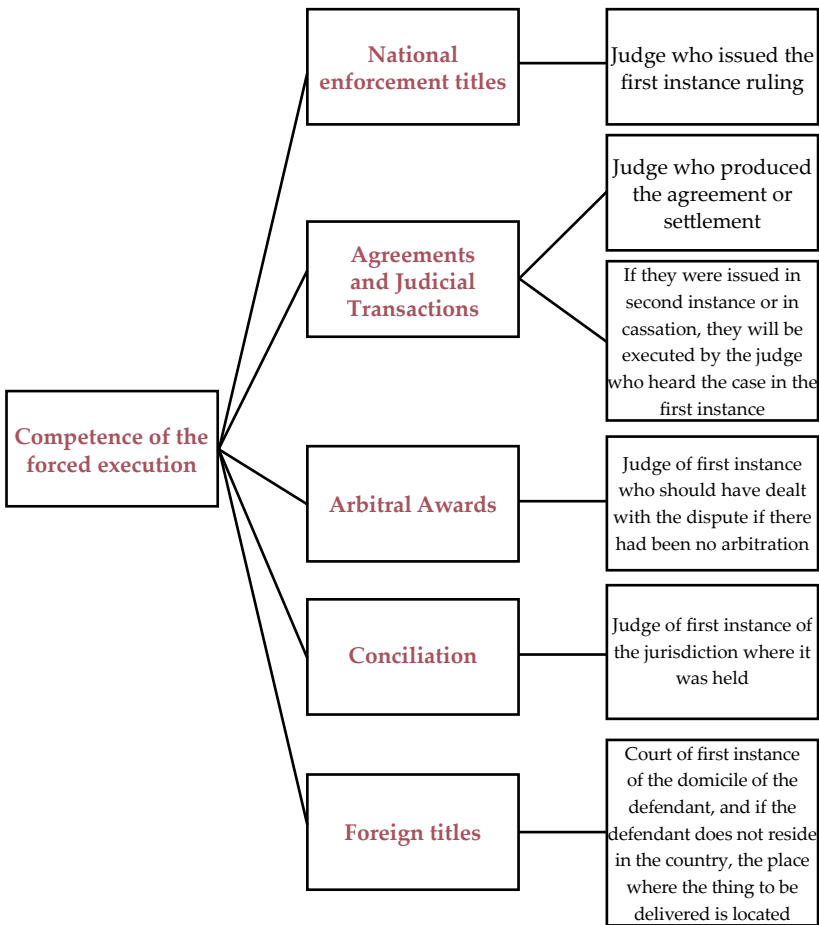 National
enforcement titles
Judge who issued the
first instance ruling
Agreements
and Judicial
Transactions
Judge who produced
the agreement or
settlement
If they were issued in
second instance or in
cassation, they will be
executed by the judge
who heard the case in the
first instance
Competence of the
forced execution
Arbitral Awards
Judge of first instance
who should have dealt
with the dispute if there
had been no arbitration
Conciliation
Judge of first instance of
the jurisdiction where it
was held
Foreign titles
Court of first instance
of the domicile of the
defendant, and if the
defendant does not reside
in the country, the place
where the thing to be
delivered is located